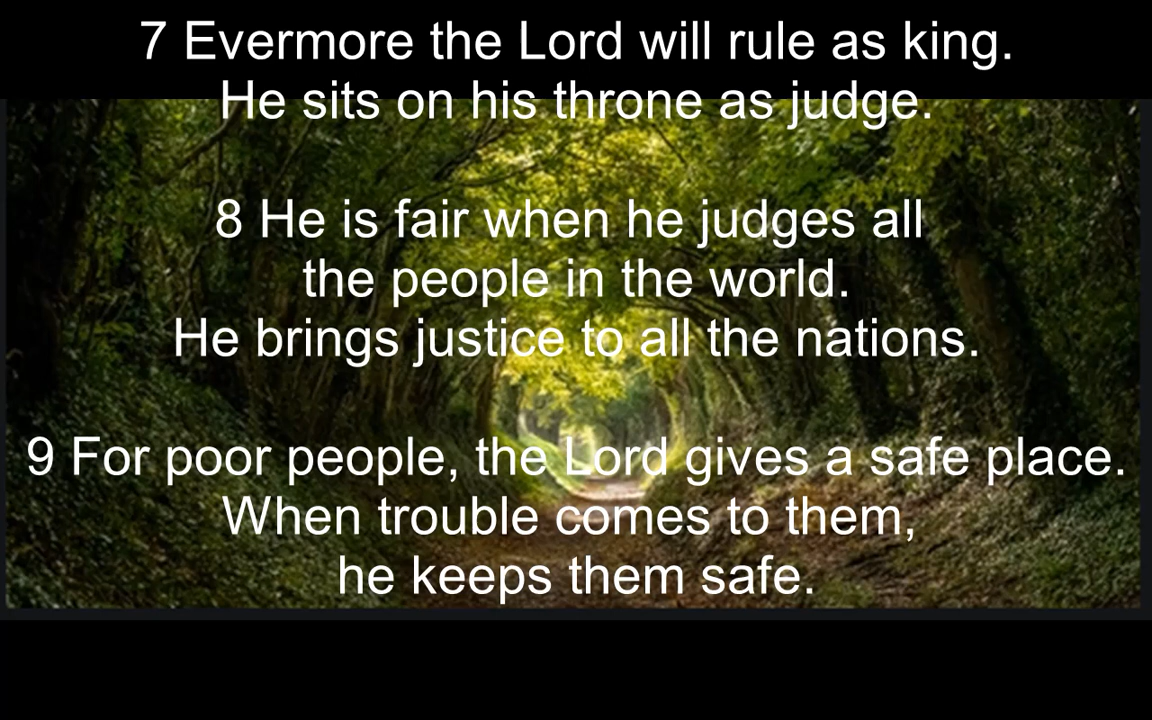 7 Evermore the Lord will rule as king.
He sits on his throne as judge.
8 He is fair when he judges all
the people in the world.
He brings justice to all the nations.
9 For poor people, the Lord gives a safe place.
When trouble comes to them,
he keeps them safe.